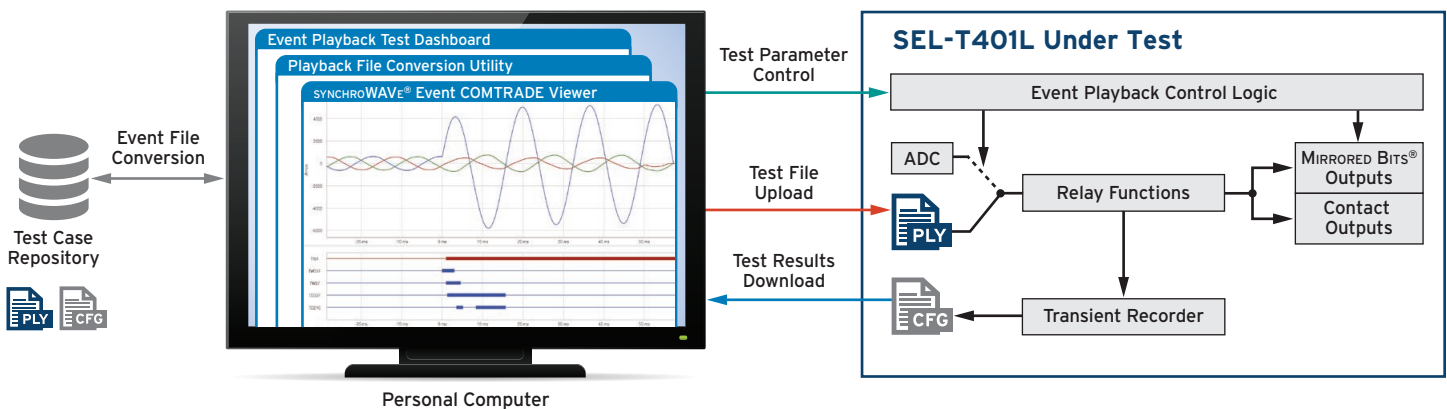 Event File
Conversion
Test Case
Repository
PLY
CFG
Event Playback Test Dashboard
Playback File Conversion Utility
SYNCHROWAVE® Event COMTRADE Viewer
Personal Computer
Test Parameter
Control
Test File
Upload
Test Results
Download
SEL-T401L Under Test
Event Playback Control Logic
ADC
PLY
Relay Functions
MIRRORED BITS®
Outputs
Contact
Outputs
CFG
Transient Recorder